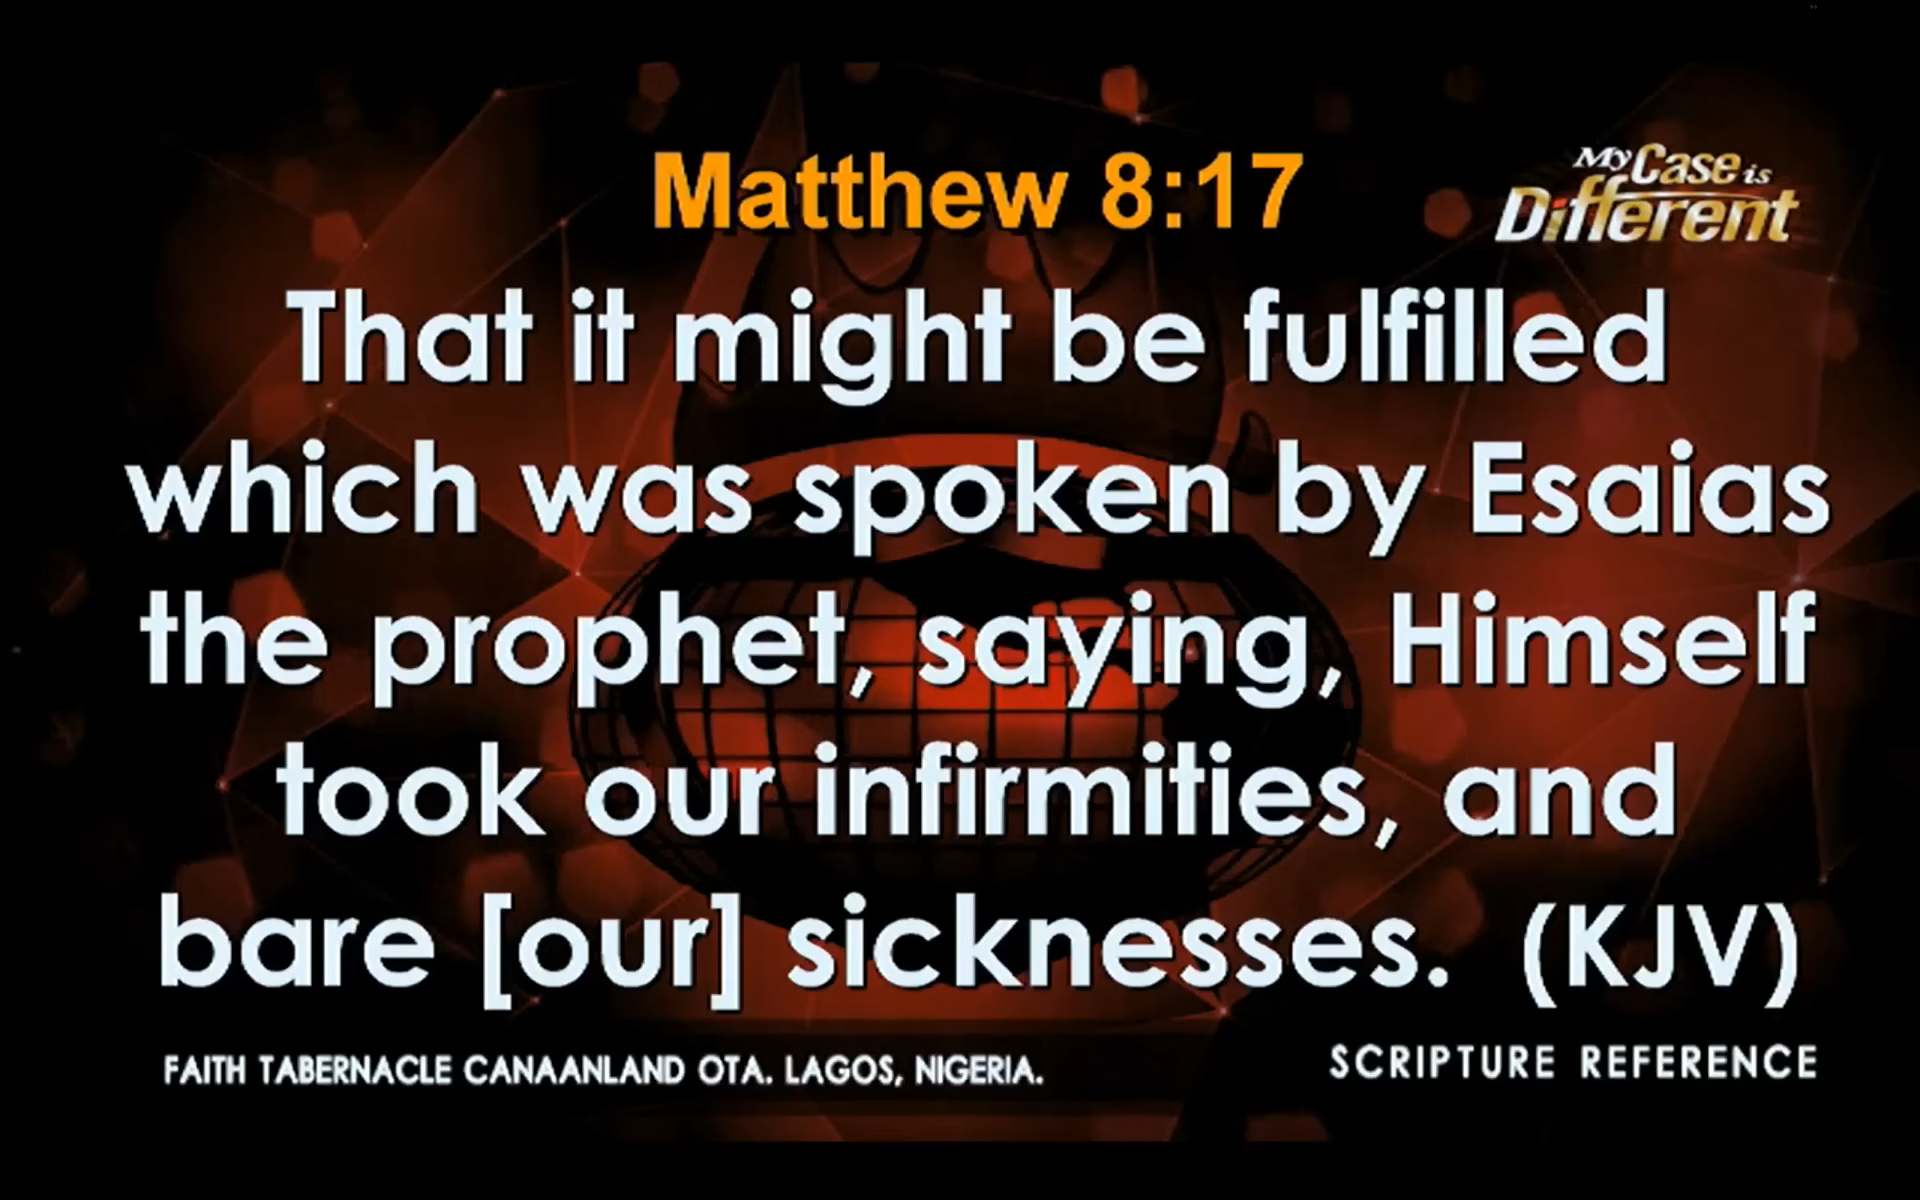 Matthew 8:17
My Case is
Different
That it might be fulfilled
which was spoken by Esaias
the prophet, saying, Himself
took our infirmities, and
bare [our] sicknesses.  (KJV)
FAITH TABERNACLE CANAANLAND OTA. LAGOS, NIGERIA.
SCRIPTURE REFERENCE